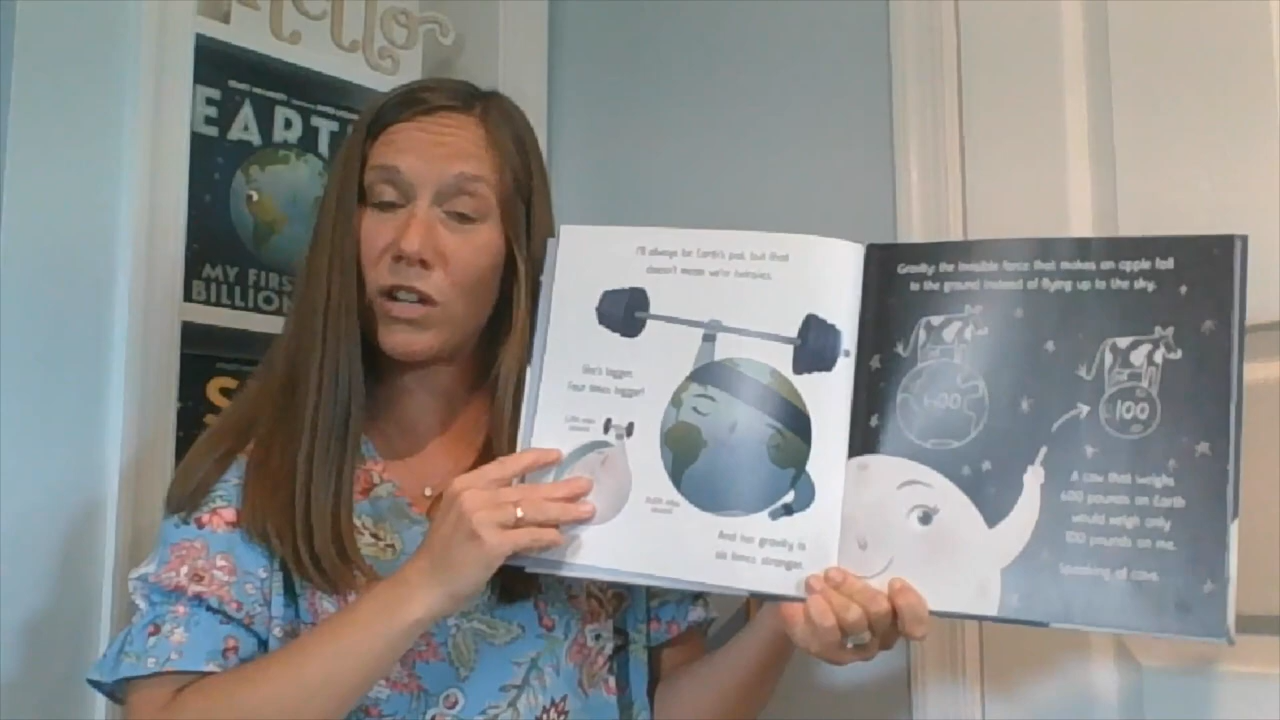 Hello
EARTH
MY FIRST
BILLION
S
I'll always be Earth's pal, but that
doesn't mean we're twinsies.
She's bigger.
Four times bigger!
And her gravity is
six times stronger.
Gravity: the invisible force that makes an apple fall
to the ground instead of flying up to the sky.
600
100
A cow that weighs
600 pounds on Earth
would weigh only
100 pounds on me.
Speaking of cows...